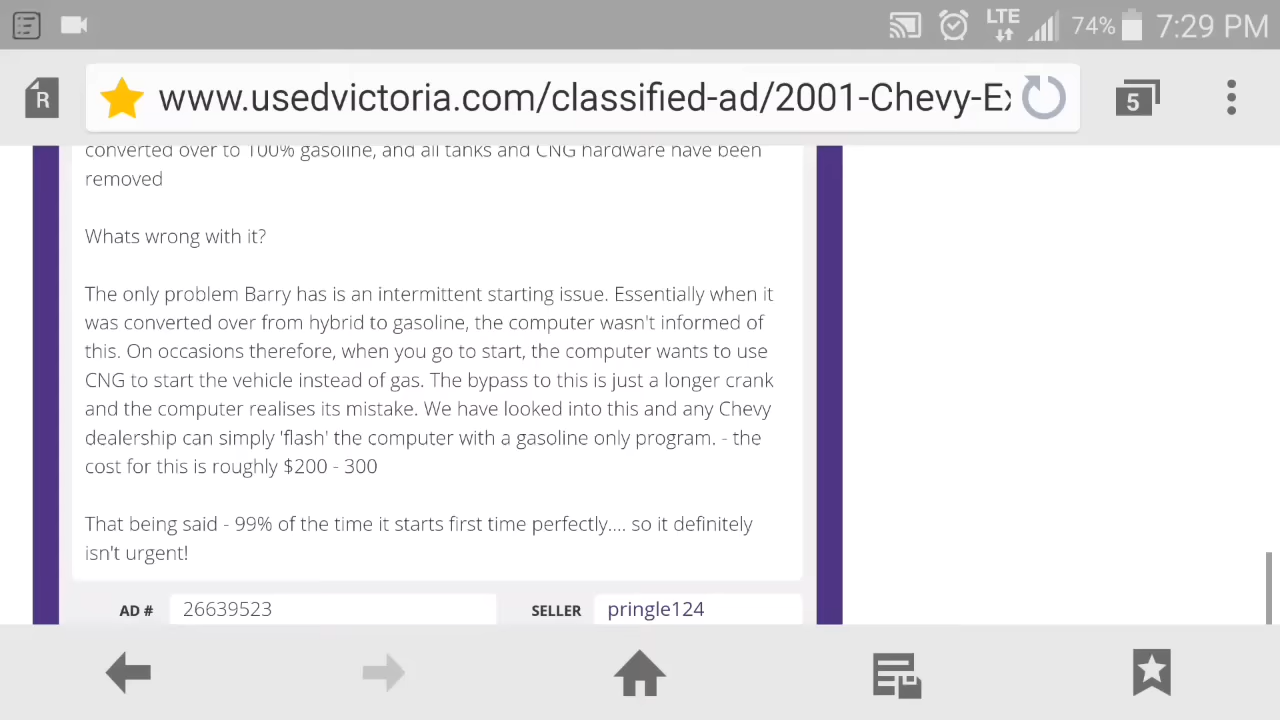 LTE 74% 7:29 PM
R www.usedvictoria.com/classified-ad/2001-Chevy-Ex 5
converted over to 100% gasoline, and all tanks and CNG hardware have been
removed
Whats wrong with it?
The only problem Barry has is an intermittent starting issue. Essentially when it
was converted over from hybrid to gasoline, the computer wasn't informed of
this. On occasions therefore, when you go to start, the computer wants to use
CNG to start the vehicle instead of gas. The bypass to this is just a longer crank
and the computer realises its mistake. We have looked into this and any Chevy
dealership can simply 'flash' the computer with a gasoline only program. - the
cost for this is roughly $200 - 300
That being said - 99% of the time it starts first time perfectly.... so it definitely
isn't urgent!
AD # 26639523 SELLER pringle124